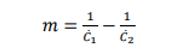 m = 1/Ċ₁ − 1/Ċ₂